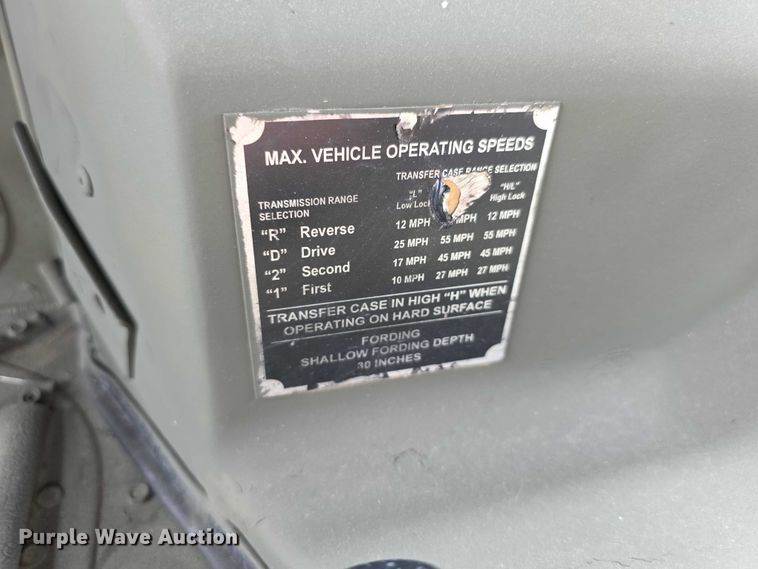 MAX. VEHICLE OPERATING SPEEDS
TRANSFER CASE RANGE SELECTION
TRANSMISSION RANGE SELECTION "L" Low Lock "H/L" High Lock
"R" Reverse 12 MPH MPH 12 MPH
"D" Drive 25 MPH 55 MPH 55 MPH
"2" Second 17 MPH 45 MPH 45 MPH
"1" First 10 MPH 27 MPH 27 MPH
TRANSFER CASE IN HIGH "H" WHEN
OPERATING ON HARD SURFACE
FORDING
SHALLOW FORDING DEPTH
30 INCHES
Purple Wave Auction